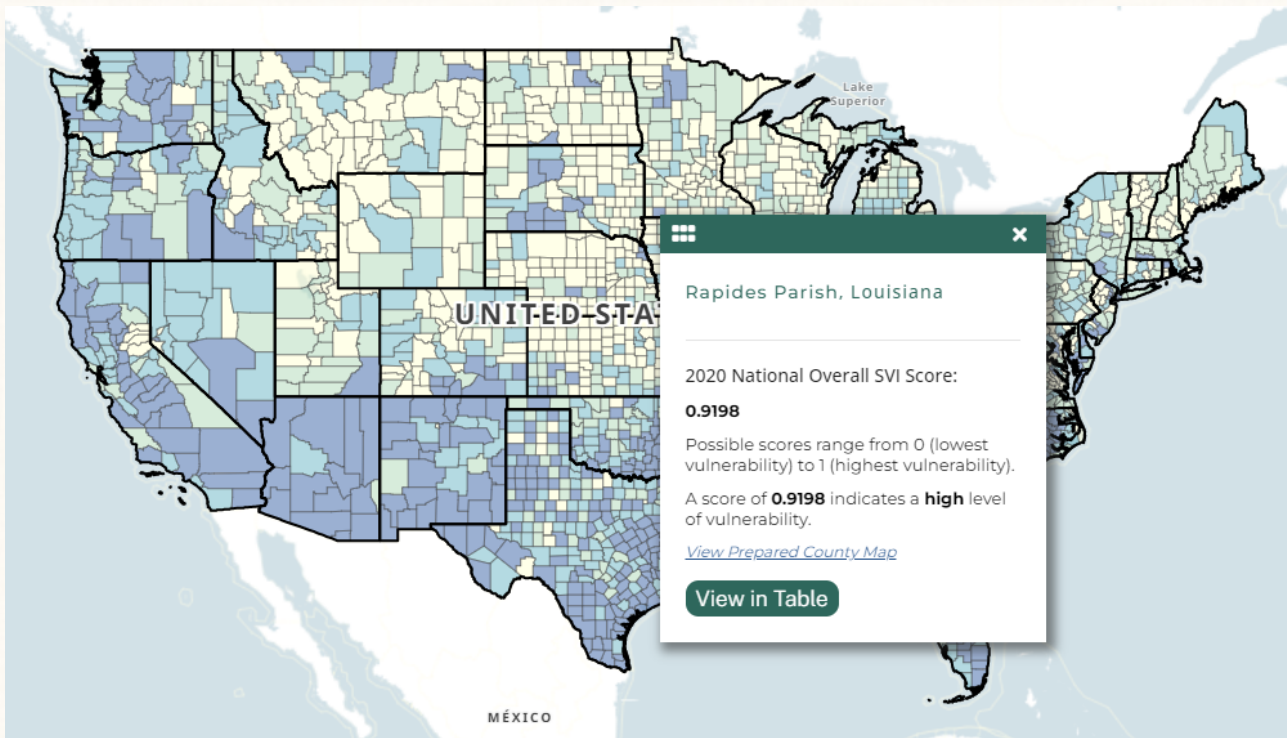 Lake
Superior
UNITED STA
MÉXICO
Rapides Parish, Louisiana
2020 National Overall SVI Score:
0.9198
Possible scores range from 0 (lowest
vulnerability) to 1 (highest vulnerability).
A score of 0.9198 indicates a high level
of vulnerability.
View Prepared County Map
View in Table